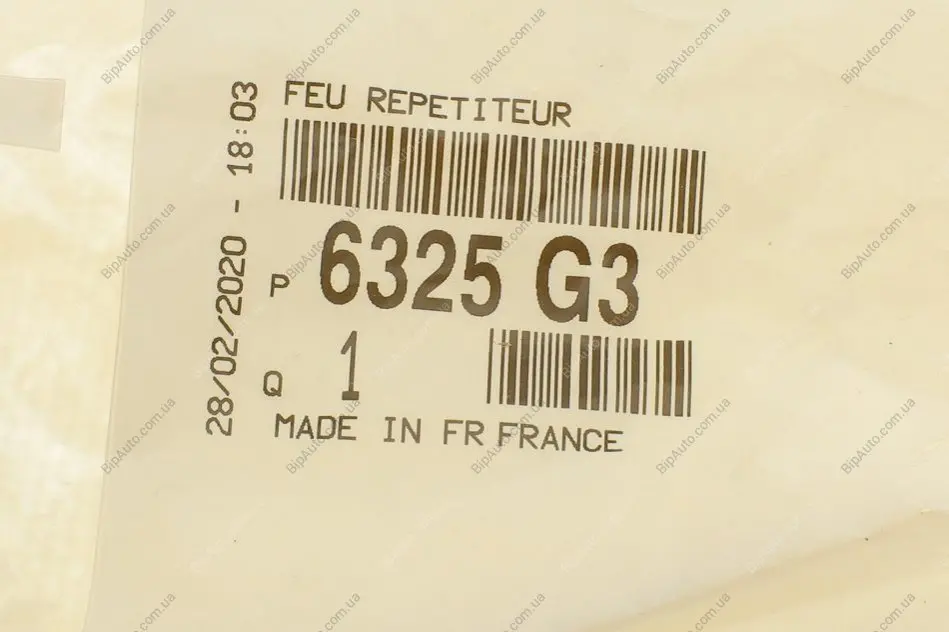 FEU REPETITEUR
28/02/2020 - 18:03
P 6325 G3
Q 1
MADE IN FR FRANCE
BipAuto.com.ua